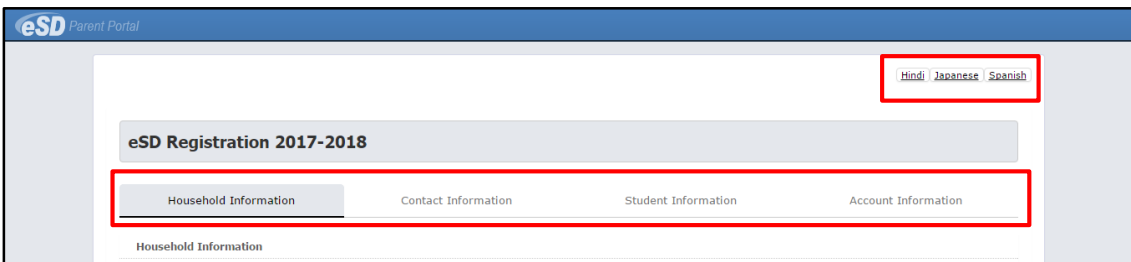 eSD Parent Portal
Hindi Japanese Spanish
eSD Registration 2017-2018
Household Information Contact Information Student Information Account Information
Household Information